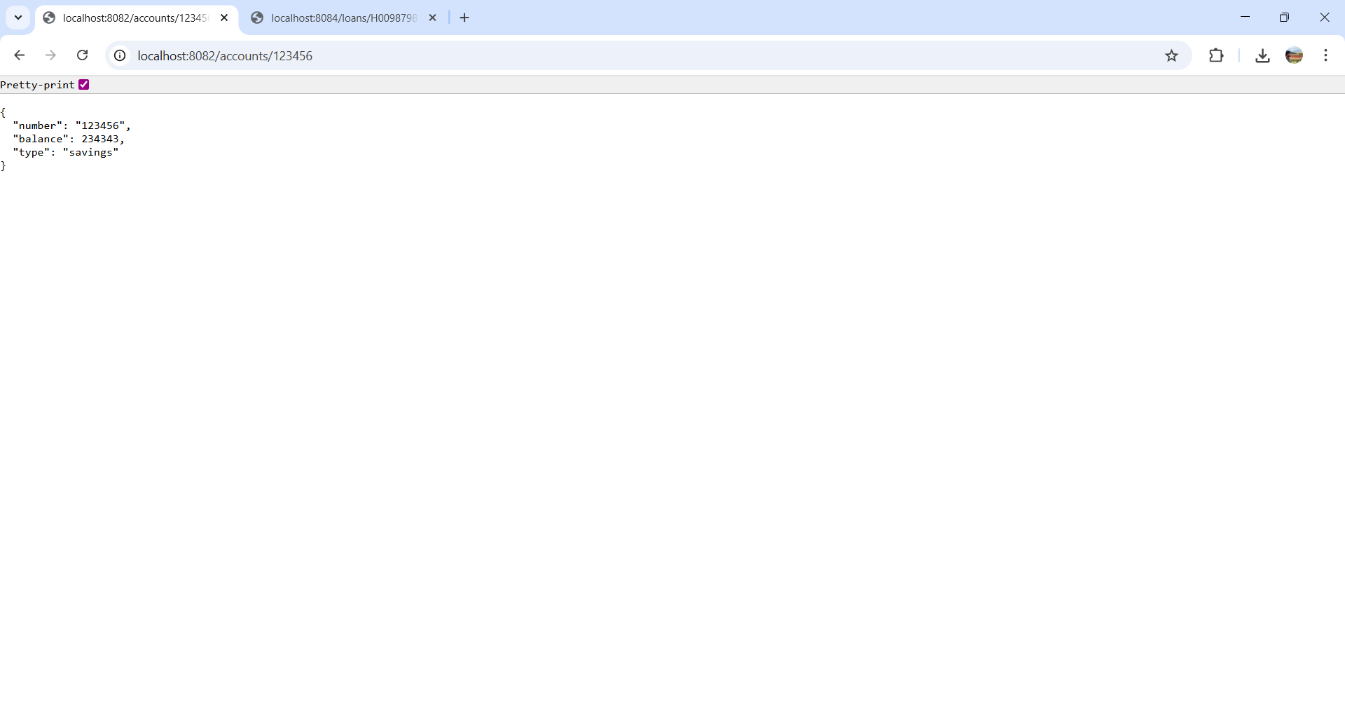 localhost:8082/accounts/12345
localhost:8084/loans/H0098798
localhost:8082/accounts/123456
Pretty-print
{
"number": "123456",
"balance": 234343,
"type": "savings"
}